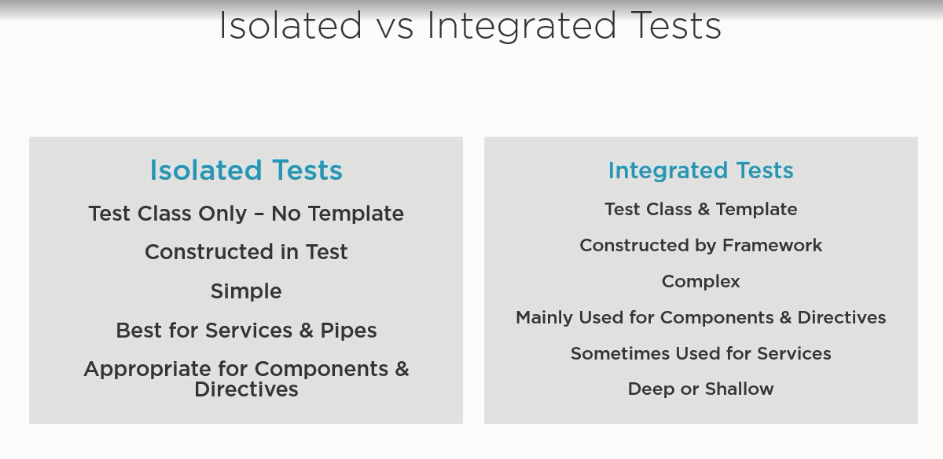 Isolated vs Integrated Tests
Isolated Tests
Test Class Only – No Template
Constructed in Test
Simple
Best for Services & Pipes
Appropriate for Components &
Directives
Integrated Tests
Test Class & Template
Constructed by Framework
Complex
Mainly Used for Components & Directives
Sometimes Used for Services
Deep or Shallow